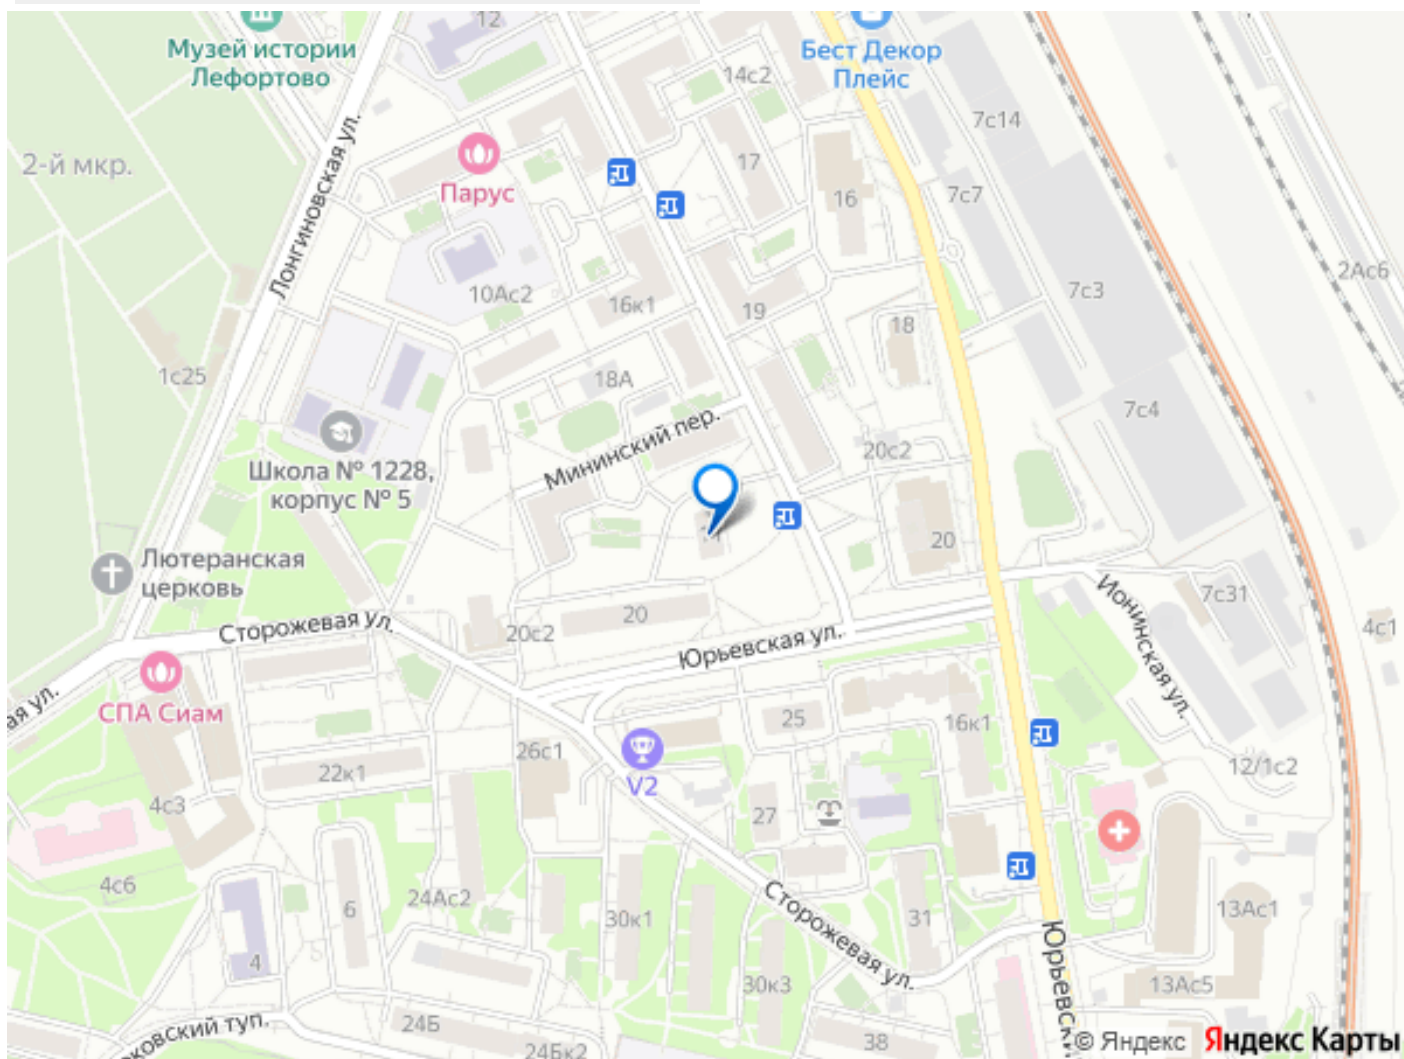 12
Музей истории
Лефортово
Бест Декор
Плейс
14с2
7с14
2-й мкр.
17
Парус
16
7с7
Лонгиновская ул.
2Ас6
10Ас2
16к1
19
7с3
18
1с25
18А
7с4
Мининский пер.
20с2
Школа № 1228,
корпус № 5
20
Лютеранская
церковь
Ионинская ул.
7с31
20
4с1
Сторожевая ул.
20с2
Юрьевская ул.
ая ул.
СПА Сиам
25
16к1
26с1
V2
22к1
12/1с2
4с3
27
4с6
24Ас2
6
30к1
Сторожевая ул.
31
13Ас1
4
Юрьевск
30к3
13Ас5
ковский туп.
24Б
24Бк2
38
© Яндекс Яндекс Карты